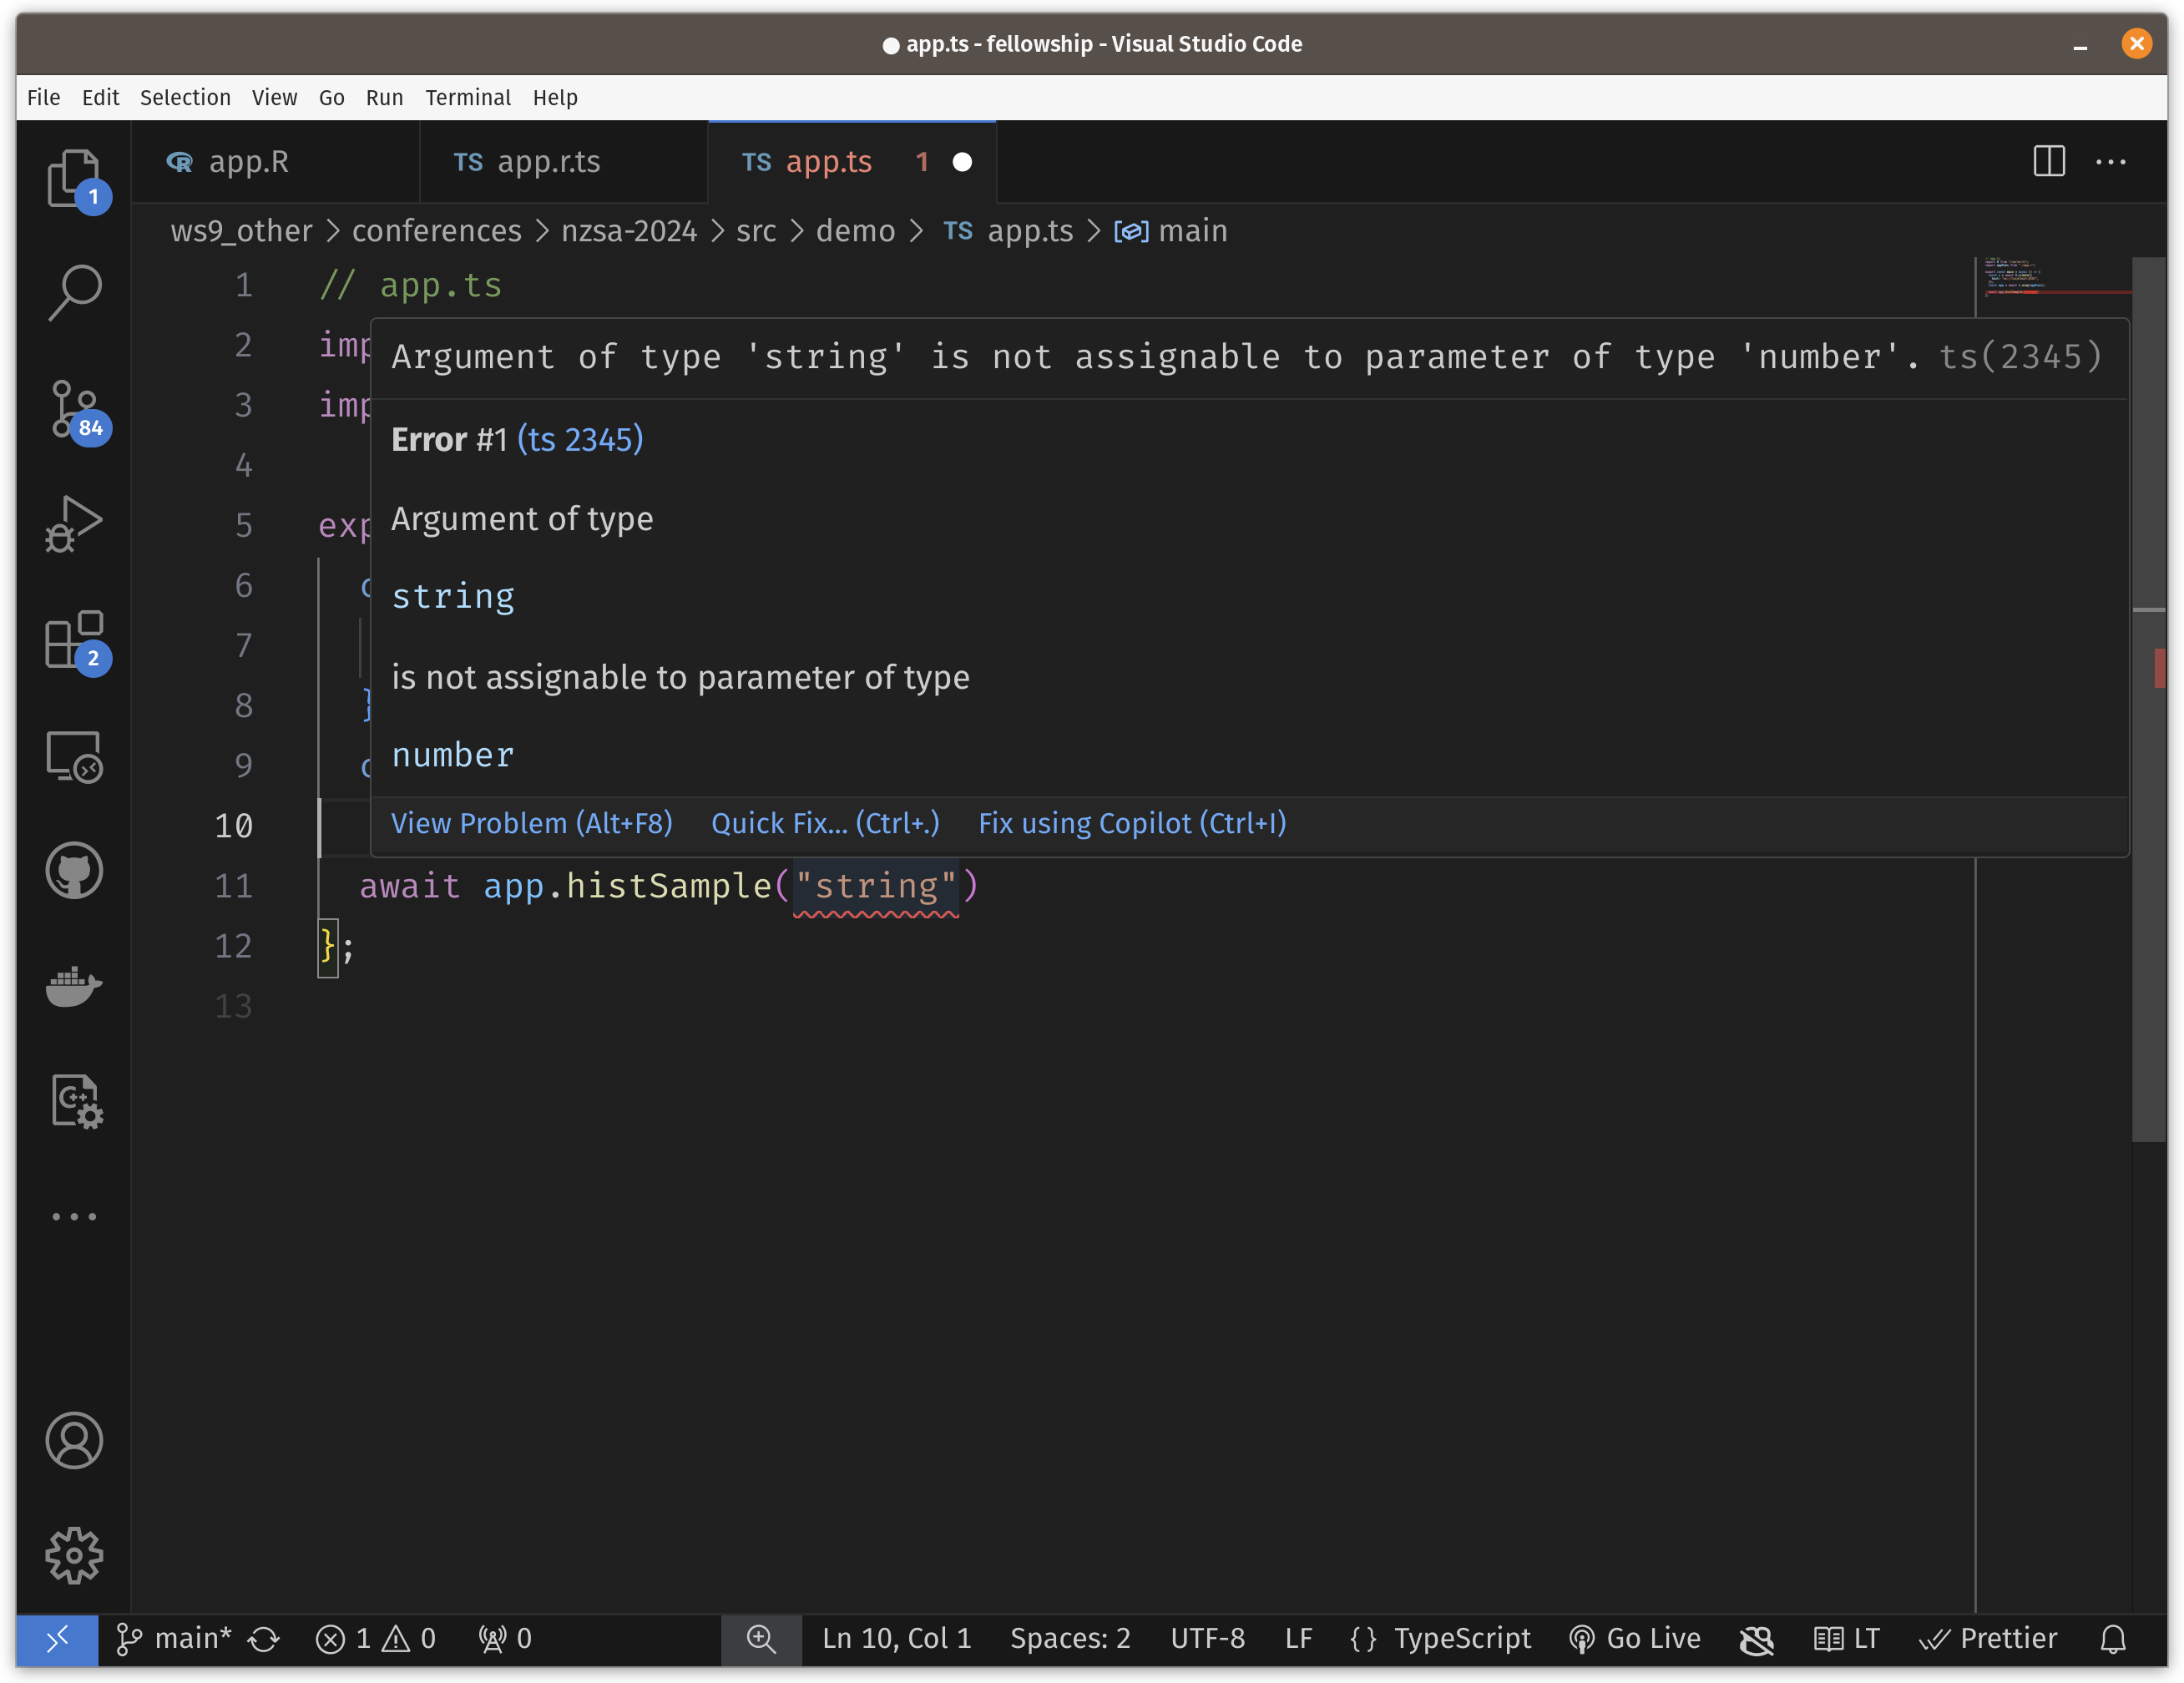 app.ts - fellowship - Visual Studio Code
File Edit Selection View Go Run Terminal Help
app.R
TS app.r.ts
TS app.ts 1
1
84
2
ws9_other > conferences > nzsa-2024 > src > demo > TS app.ts > main
1 // app.ts
2 imp
3 imp
4
5 exp
6 c
7
8 }
9 c
10
Argument of type 'string' is not assignable to parameter of type 'number'. ts(2345)
Error #1 (ts 2345)
Argument of type
string
is not assignable to parameter of type
number
View Problem (Alt+F8) Quick Fix... (Ctrl+.) Fix using Copilot (Ctrl+I)
11 await app.histSample("string")
12 };
13
main* 1 0 0 Ln 10, Col 1 Spaces: 2 UTF-8 LF {} TypeScript Go Live LT Prettier